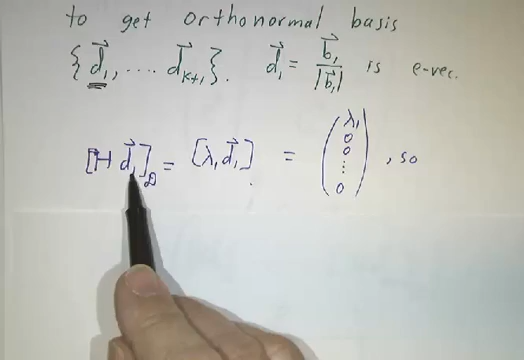 to get orthonormal basis
{d⃗₁, .... d⃗ₖ₊₁}. d⃗₁ = b⃗₁/|b⃗₁| is e-vec.
[H d⃗₁]_D = [λ₁d⃗₁] = (λ₁ 0 0 ⋮ 0), so